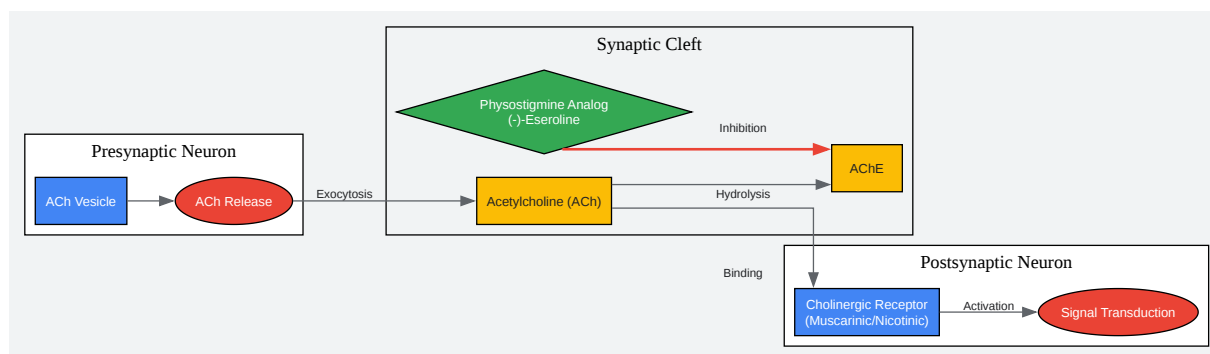 Synaptic Cleft
Physostigmine Analog
(-)-Eseroline
Inhibition
Presynaptic Neuron
AChE
ACh Vesicle
ACh Release
Exocytosis
Acetylcholine (ACh)
Hydrolysis
Postsynaptic Neuron
Binding
Cholinergic Receptor
(Muscarinic/Nicotinic)
Activation
Signal Transduction